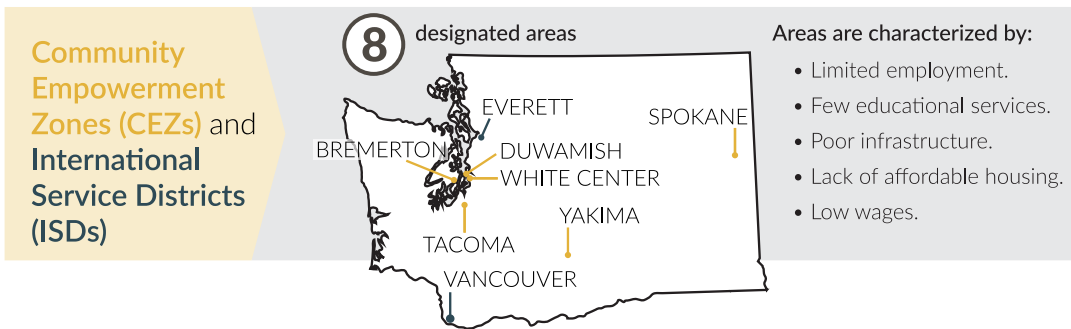 Community
Empowerment
Zones (CEZs) and
International
Service Districts
(ISDs)
8
designated areas
EVERETT
SPOKANE
BREMERTON
DUWAMISH
WHITE CENTER
YAKIMA
TACOMA
VANCOUVER
Areas are characterized by:
• Limited employment.
• Few educational services.
• Poor infrastructure.
• Lack of affordable housing.
• Low wages.